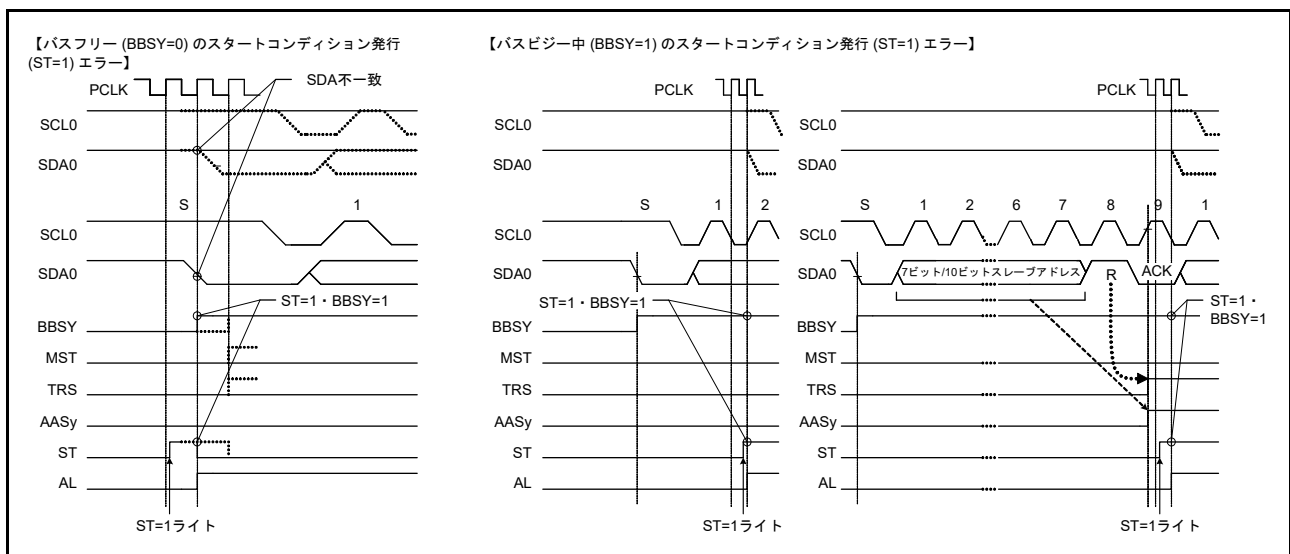 【バスフリー (BBSY=0) のスタートコンディション発行
(ST=1) エラー】
PCLK
SDA不一致
SCL0
SDA0
S
1
SCL0
SDA0
ST=1・BBSY=1
BBSY
MST
TRS
AASy
ST
AL
ST=1ライト
【バスビジー中 (BBSY=1) のスタートコンディション発行 (ST=1) エラー】
PCLK
SCL0
SDA0
S
1
2
SCL0
SDA0
ST=1・BBSY=1
BBSY
MST
TRS
AASy
ST
AL
ST=1ライト
PCLK
SCL0
SDA0
S
1
2
6
7
8
9
1
SCL0
SDA0
7ビット/10ビットスレーブアドレス
R
ACK
ST=1・
BBSY=1
BBSY
MST
TRS
AASy
ST
AL
ST=1ライト